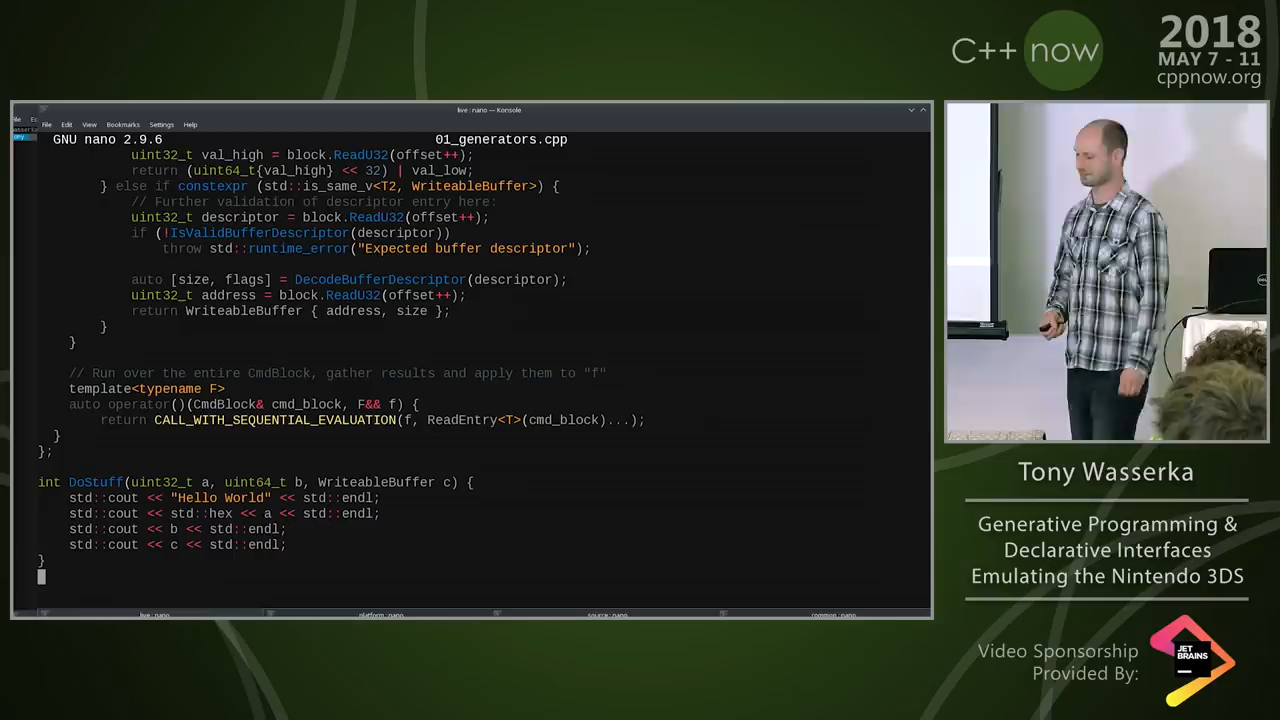 C++ now
2018
MAY 7 - 11
cppnow.org
live : nano — Konsole
File Edit View Bookmarks Settings Help
GNU nano 2.9.6 01_generators.cpp
uint32_t val_high = block.ReadU32(offset++);
return (uint64_t{val_high} << 32) | val_low;
} else if constexpr (std::is_same_v<T2, WriteableBuffer>) {
// Further validation of descriptor entry here:
uint32_t descriptor = block.ReadU32(offset++);
if (!IsValidBufferDescriptor(descriptor))
throw std::runtime_error("Expected buffer descriptor");
auto [size, flags] = DecodeBufferDescriptor(descriptor);
uint32_t address = block.ReadU32(offset++);
return WriteableBuffer { address, size };
}
}
// Run over the entire CmdBlock, gather results and apply them to "f"
template<typename F>
auto operator()(CmdBlock& cmd_block, F&& f) {
return CALL_WITH_SEQUENTIAL_EVALUATION(f, ReadEntry<T>(cmd_block)...);
}
};
int DoStuff(uint32_t a, uint64_t b, WriteableBuffer c) {
std::cout << "Hello World" << std::endl;
std::cout << std::hex << a << std::endl;
std::cout << b << std::endl;
std::cout << c << std::endl;
}
live : nano platform : nano source : nano common : nano
Tony Wasserka
Generative Programming &
Declarative Interfaces
Emulating the Nintendo 3DS
Video Sponsorship
Provided By:
JET
BRAINS